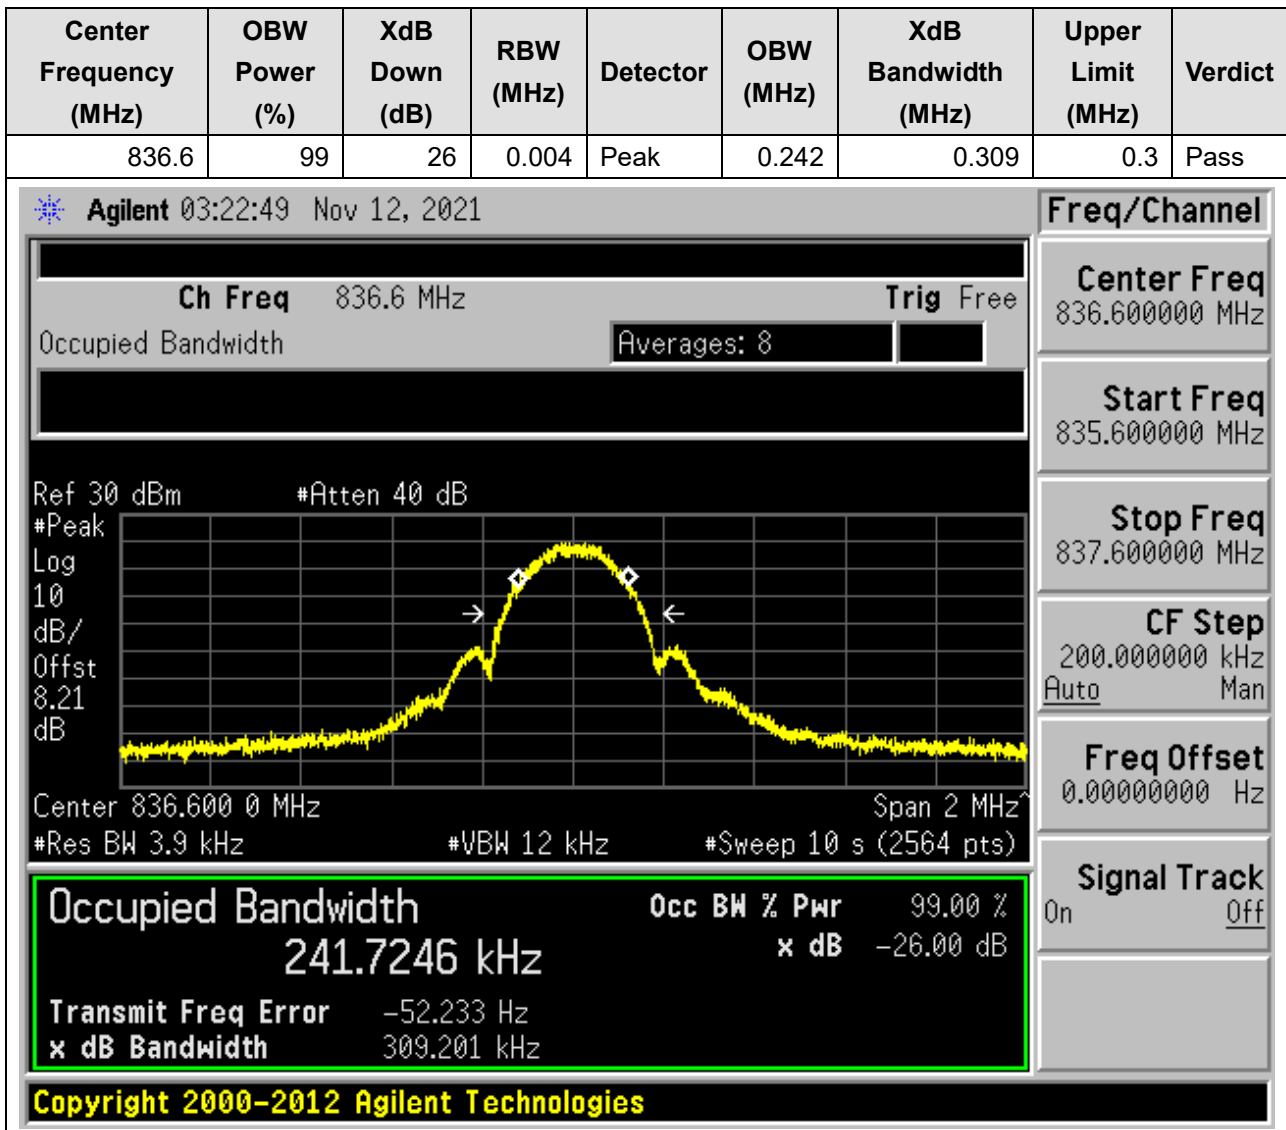 Center Frequency (MHz) OBW Power (%) XdB Down (dB) RBW (MHz) Detector OBW (MHz) XdB Bandwidth (MHz) Upper Limit (MHz) Verdict
836.6 99 26 0.004 Peak 0.242 0.309 0.3 Pass
Agilent 03:22:49 Nov 12, 2021
Freq/Channel
Ch Freq 836.6 MHz Trig Free
Occupied Bandwidth Averages: 8
Center Freq
836.600000 MHz
Start Freq
835.600000 MHz
Stop Freq
837.600000 MHz
CF Step
200.000000 kHz
Auto Man
Freq Offset
0.00000000 Hz
Signal Track
On Off
Ref 30 dBm #Atten 40 dB
#Peak
Log
10
dB/
Offst
8.21
dB
Center 836.600 0 MHz Span 2 MHz^
#Res BW 3.9 kHz #VBW 12 kHz #Sweep 10 s (2564 pts)
Occupied Bandwidth Occ BW % Pwr 99.00 %
241.7246 kHz x dB -26.00 dB
Transmit Freq Error -52.233 Hz
x dB Bandwidth 309.201 kHz
Copyright 2000-2012 Agilent Technologies